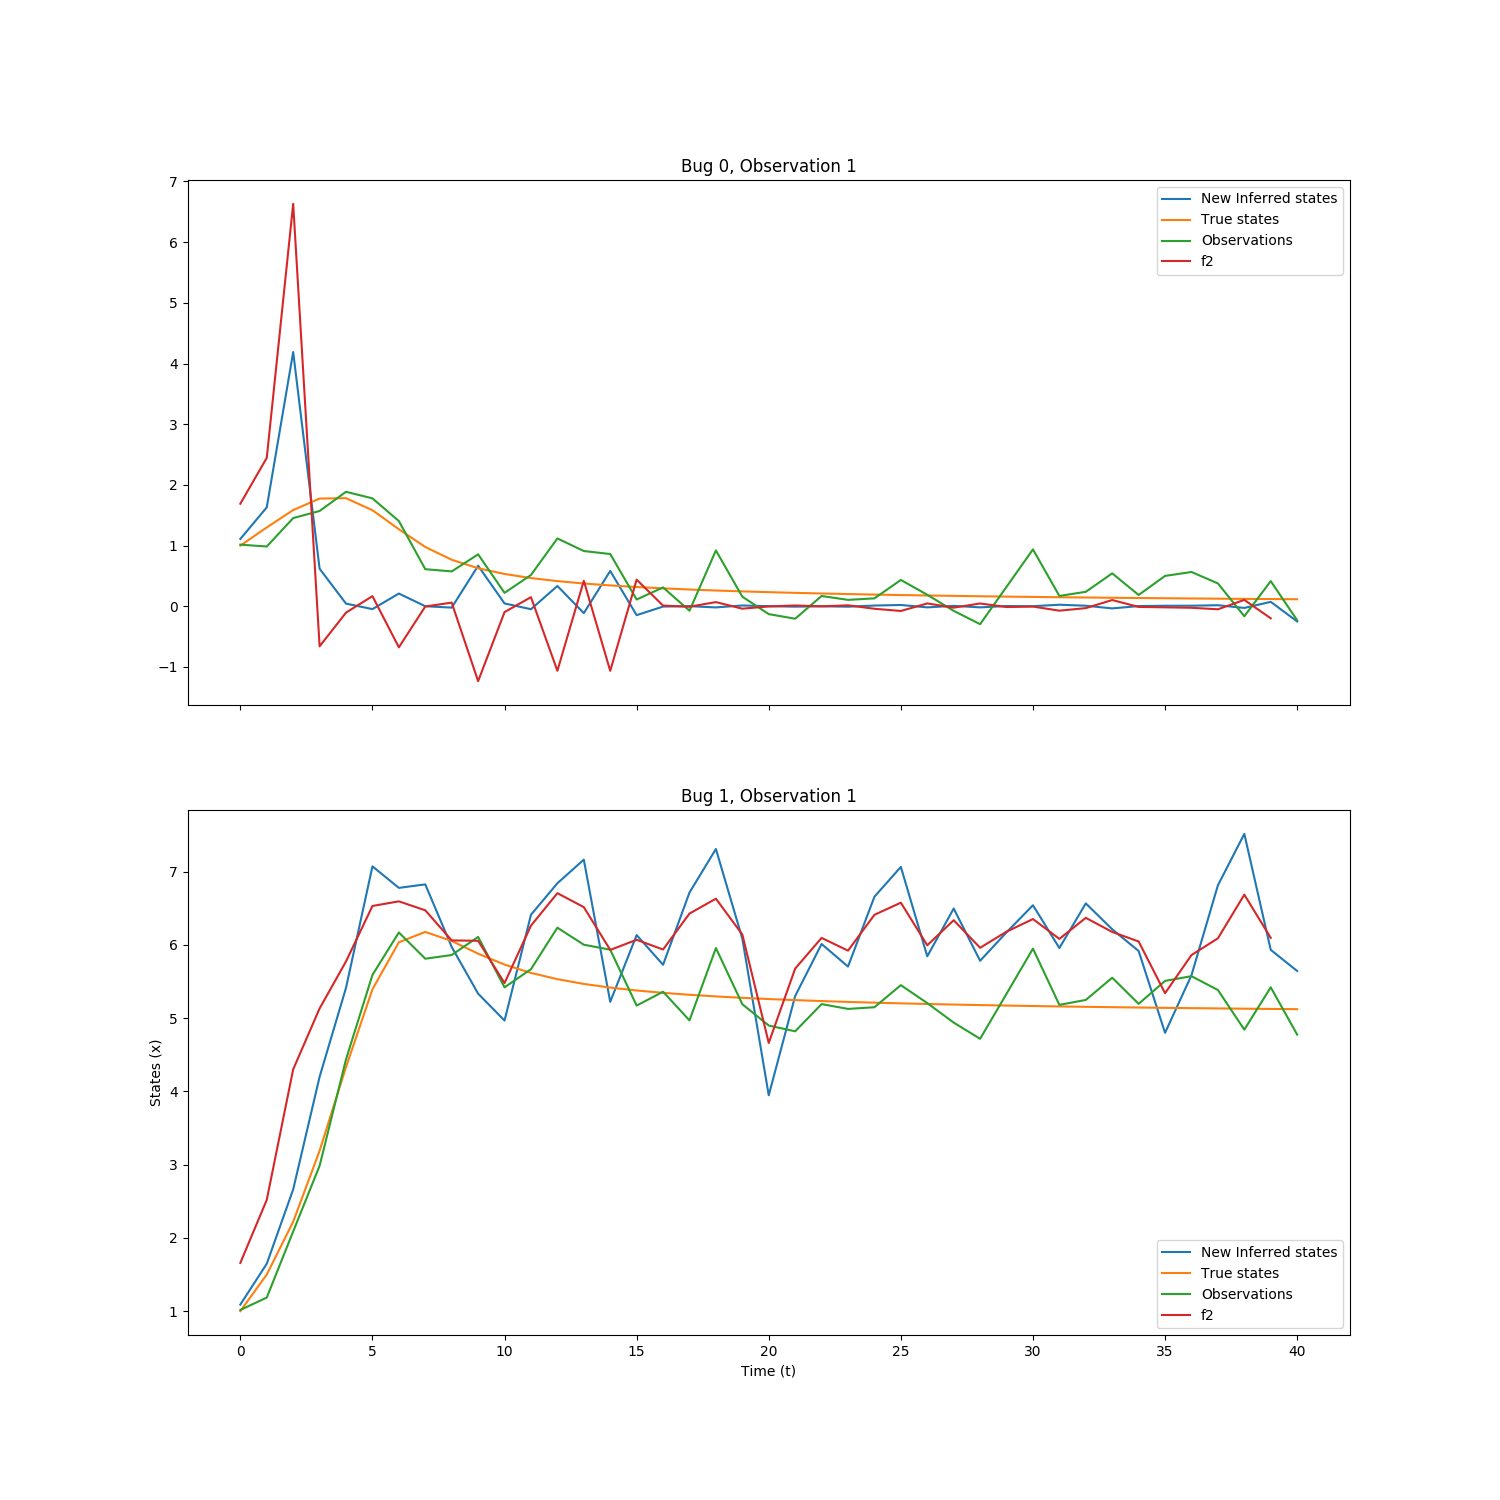 Bug 0, Observation 1
7
6
5
4
3
2
1
0
−1
New Inferred states
True states
Observations
f2
Bug 1, Observation 1
7
6
5
4
3
2
1
States (x)
New Inferred states
True states
Observations
f2
0 5 10 15 20 25 30 35 40
Time (t)